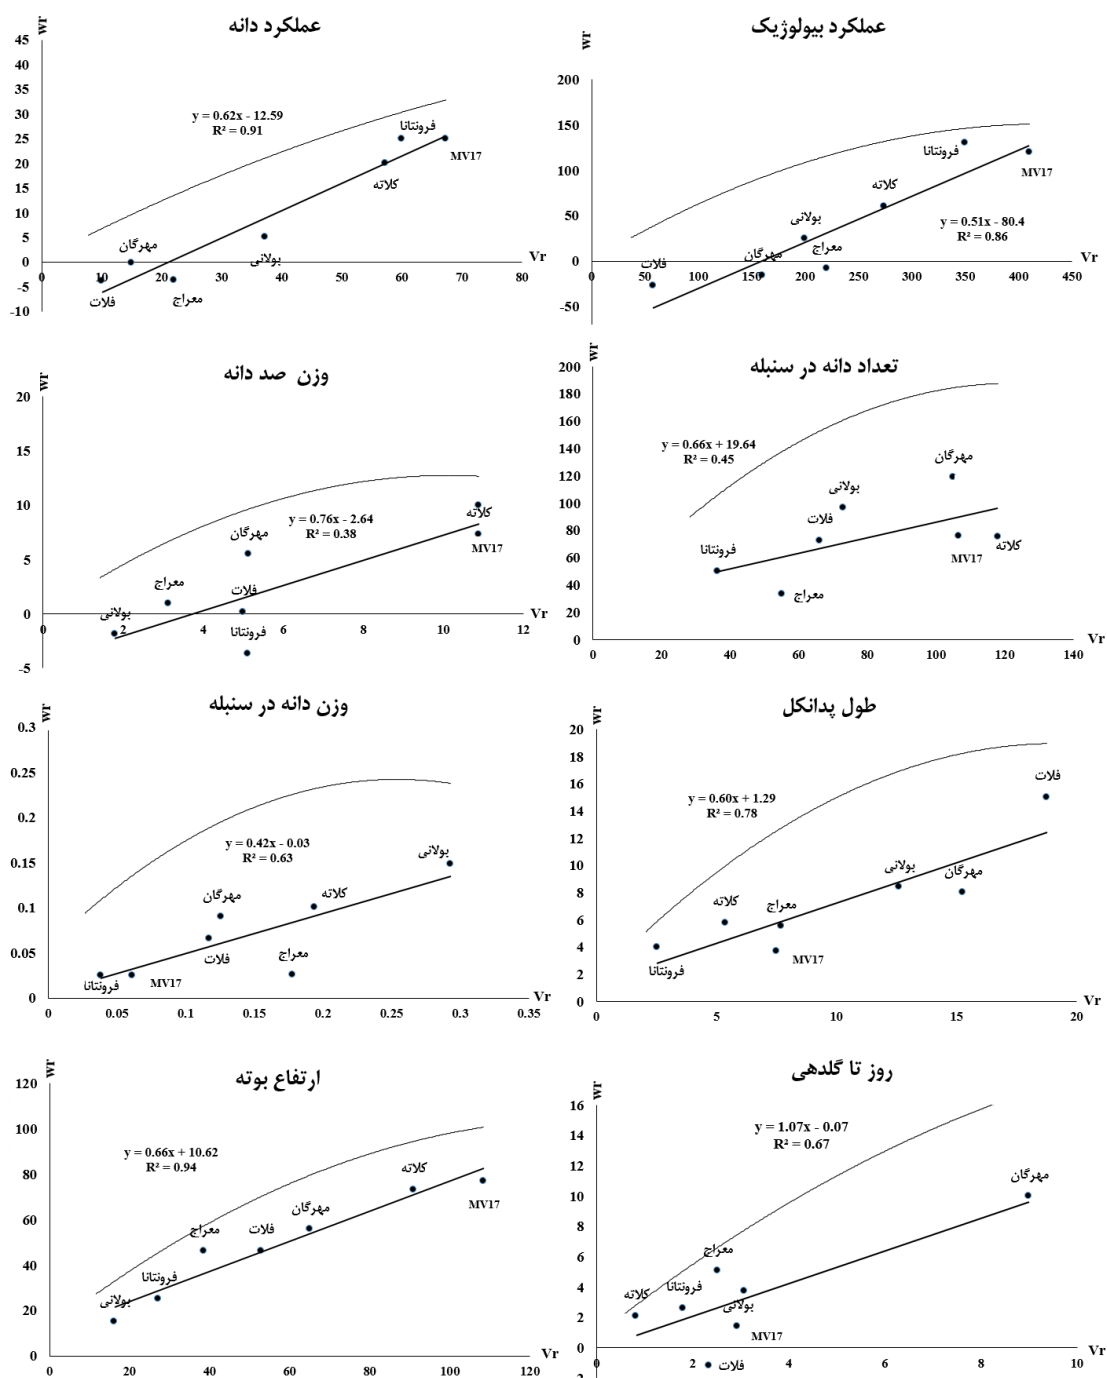 عملکرد دانه
wr
45
40
35
30
25
20
15
10
5
0
-5
-10
y = 0.62x - 12.59
R² = 0.91
فرونتانا
MV17
کلاته
بولانی
مهرگان
فلات
معراج
0 10 20 30 40 50 60 70 80
Vr
عملکرد بیولوژیک
wr
200
150
100
50
0
-50
فرونتانا
MV17
کلاته
y = 0.51x - 80.4
R² = 0.86
بولانی
معراج
مهرگان
فلات
0 50 100 150 200 250 300 350 400 450
Vr
وزن صد دانه
wr
20
15
10
5
0
-5
y = 0.76x - 2.64
R² = 0.38
کلاته
MV17
مهرگان
معراج
فلات
بولانی
فرونتانا
0 2 4 6 8 10 12
Vr
تعداد دانه در سنبله
wr
200
180
160
140
120
100
80
60
40
20
0
y = 0.66x + 19.64
R² = 0.45
مهرگان
بولانی
فلات
فرونتانا
MV17
کلاته
معراج
0 20 40 60 80 100 120 140
Vr
وزن دانه در سنبله
wr
0.3
0.25
0.2
0.15
0.1
0.05
0
y = 0.42x - 0.03
R² = 0.63
بولانی
کلاته
مهرگان
فلات
معراج
فرونتانا
MV17
0 0.05 0.1 0.15 0.2 0.25 0.3 0.35
Vr
طول پدانکل
wr
20
18
16
14
12
10
8
6
4
2
0
y = 0.60x + 1.29
R² = 0.78
فلات
بولانی
مهرگان
کلاته
معراج
MV17
فرونتانا
0 5 10 15 20
Vr
ارتفاع بوته
wr
120
100
80
60
40
20
0
y = 0.66x + 10.62
R² = 0.94
کلاته
MV17
مهرگان
فلات
معراج
فرونتانا
بولانی
0 20 40 60 80 100 120
Vr
روز تا گلدهی
wr
16
14
12
10
8
6
4
2
0
y = 1.07x - 0.07
R² = 0.67
مهرگان
معراج
فرونتانا
کلاته
بولانی
MV17
فلات
0 2 4 6 8 10
Vr